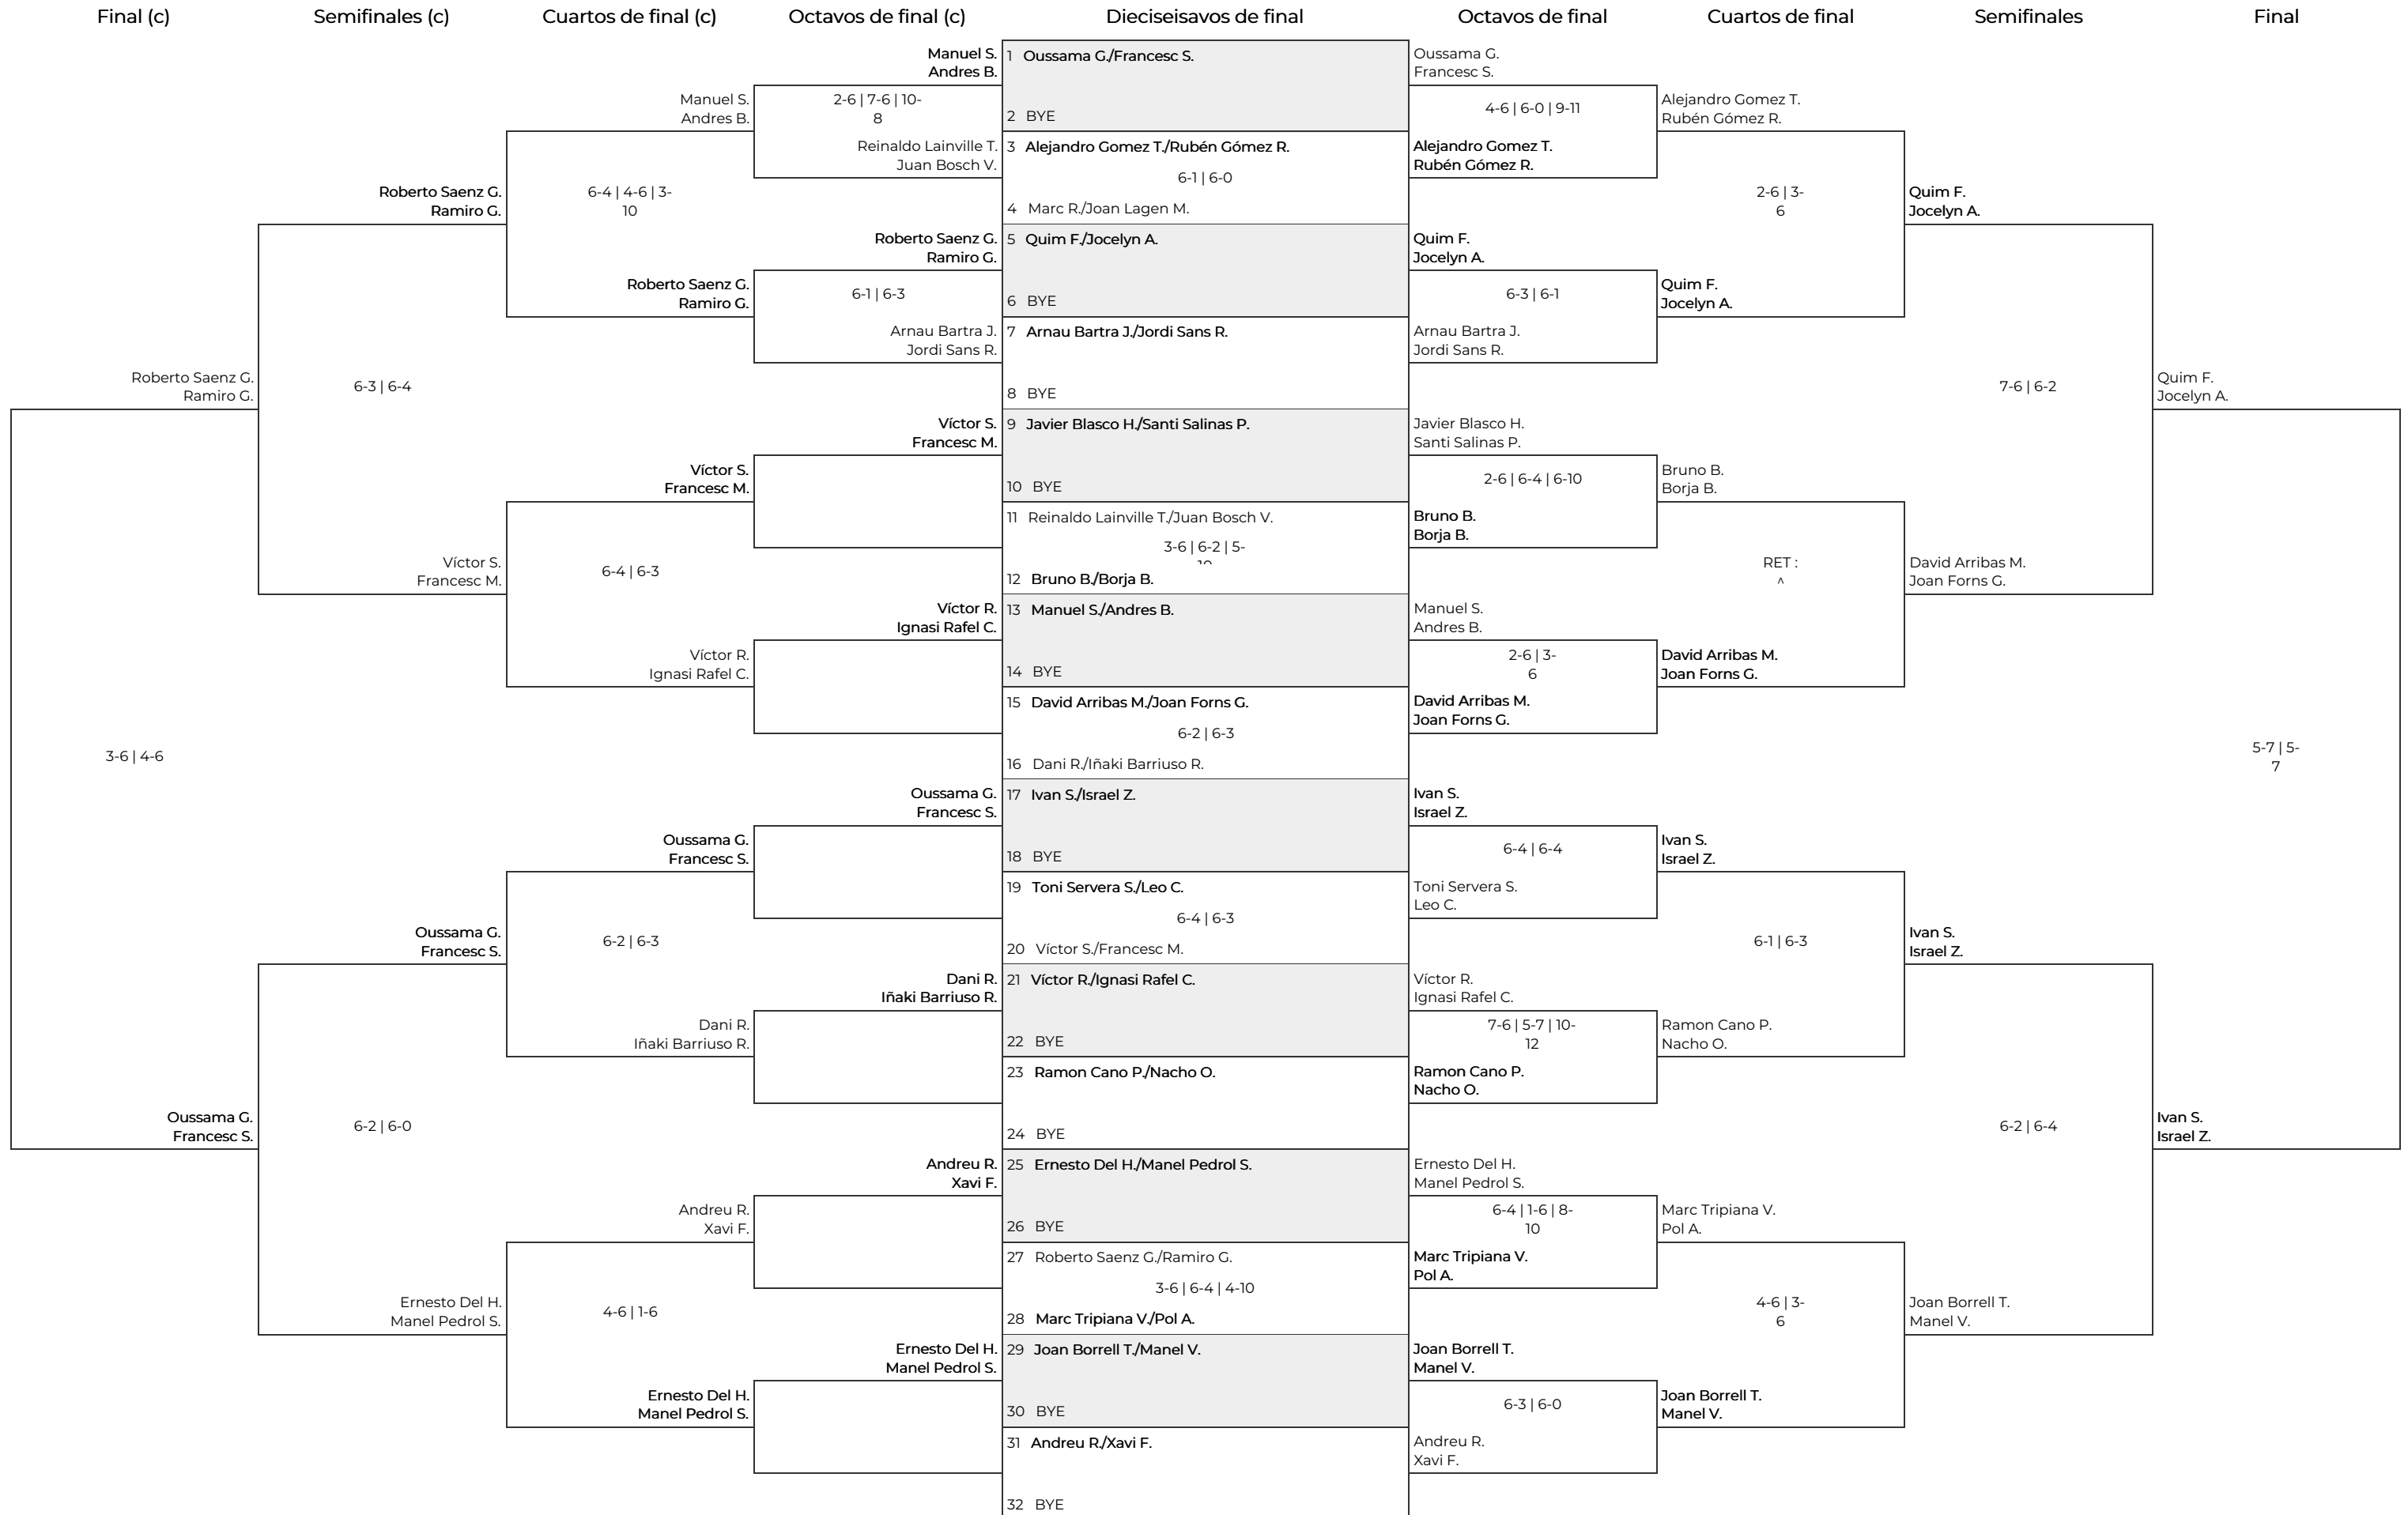 Final (c)
Semifinales (c)
Cuartos de final (c)
Octavos de final (c)
Dieciseisavos de final
Octavos de final
Cuartos de final
Semifinales
Final
Roberto Saenz G.
Ramiro G.
3-6 | 4-6
Oussama G.
Francesc S.
Roberto Saenz G.
Ramiro G.
6-3 | 6-4
Víctor S.
Francesc M.
Oussama G.
Francesc S.
6-2 | 6-0
Ernesto Del H.
Manel Pedrol S.
Manuel S.
Andres B.
6-4 | 4-6 | 3-
10
Roberto Saenz G.
Ramiro G.
Víctor S.
Francesc M.
6-4 | 6-3
Víctor R.
Ignasi Rafel C.
Oussama G.
Francesc S.
6-2 | 6-3
Dani R.
Iñaki Barriuso R.
Andreu R.
Xavi F.
4-6 | 1-6
Ernesto Del H.
Manel Pedrol S.
Manuel S.
Andres B.
2-6 | 7-6 | 10-
8
Reinaldo Lainville T.
Juan Bosch V.
Roberto Saenz G.
Ramiro G.
6-1 | 6-3
Arnau Bartra J.
Jordi Sans R.
Víctor S.
Francesc M.
Víctor R.
Ignasi Rafel C.
Oussama G.
Francesc S.
Dani R.
Iñaki Barriuso R.
Andreu R.
Xavi F.
Ernesto Del H.
Manel Pedrol S.
1 Oussama G./Francesc S.
2 BYE
3 Alejandro Gomez T./Rubén Gómez R.
6-1 | 6-0
4 Marc R./Joan Lagen M.
5 Quim F./Jocelyn A.
6 BYE
7 Arnau Bartra J./Jordi Sans R.
8 BYE
9 Javier Blasco H./Santi Salinas P.
10 BYE
11 Reinaldo Lainville T./Juan Bosch V.
3-6 | 6-2 | 5-
10
12 Bruno B./Borja B.
13 Manuel S./Andres B.
14 BYE
15 David Arribas M./Joan Forns G.
6-2 | 6-3
16 Dani R./Iñaki Barriuso R.
17 Ivan S./Israel Z.
18 BYE
19 Toni Servera S./Leo C.
6-4 | 6-3
20 Víctor S./Francesc M.
21 Víctor R./Ignasi Rafel C.
22 BYE
23 Ramon Cano P./Nacho O.
24 BYE
25 Ernesto Del H./Manel Pedrol S.
26 BYE
27 Roberto Saenz G./Ramiro G.
3-6 | 6-4 | 4-10
28 Marc Tripiana V./Pol A.
29 Joan Borrell T./Manel V.
30 BYE
31 Andreu R./Xavi F.
32 BYE
Oussama G.
Francesc S.
4-6 | 6-0 | 9-11
Alejandro Gomez T.
Rubén Gómez R.
Quim F.
Jocelyn A.
6-3 | 6-1
Arnau Bartra J.
Jordi Sans R.
Javier Blasco H.
Santi Salinas P.
2-6 | 6-4 | 6-10
Bruno B.
Borja B.
Manuel S.
Andres B.
2-6 | 3-
6
David Arribas M.
Joan Forns G.
Ivan S.
Israel Z.
6-4 | 6-4
Toni Servera S.
Leo C.
Víctor R.
Ignasi Rafel C.
7-6 | 5-7 | 10-
12
Ramon Cano P.
Nacho O.
Ernesto Del H.
Manel Pedrol S.
6-4 | 1-6 | 8-
10
Marc Tripiana V.
Pol A.
Joan Borrell T.
Manel V.
6-3 | 6-0
Andreu R.
Xavi F.
Alejandro Gomez T.
Rubén Gómez R.
2-6 | 3-
6
Quim F.
Jocelyn A.
Bruno B.
Borja B.
RET :
^
David Arribas M.
Joan Forns G.
Ivan S.
Israel Z.
6-1 | 6-3
Ramon Cano P.
Nacho O.
Marc Tripiana V.
Pol A.
4-6 | 3-
6
Joan Borrell T.
Manel V.
Quim F.
Jocelyn A.
7-6 | 6-2
David Arribas M.
Joan Forns G.
Ivan S.
Israel Z.
6-2 | 6-4
Joan Borrell T.
Manel V.
Quim F.
Jocelyn A.
5-7 | 5-
7
Ivan S.
Israel Z.